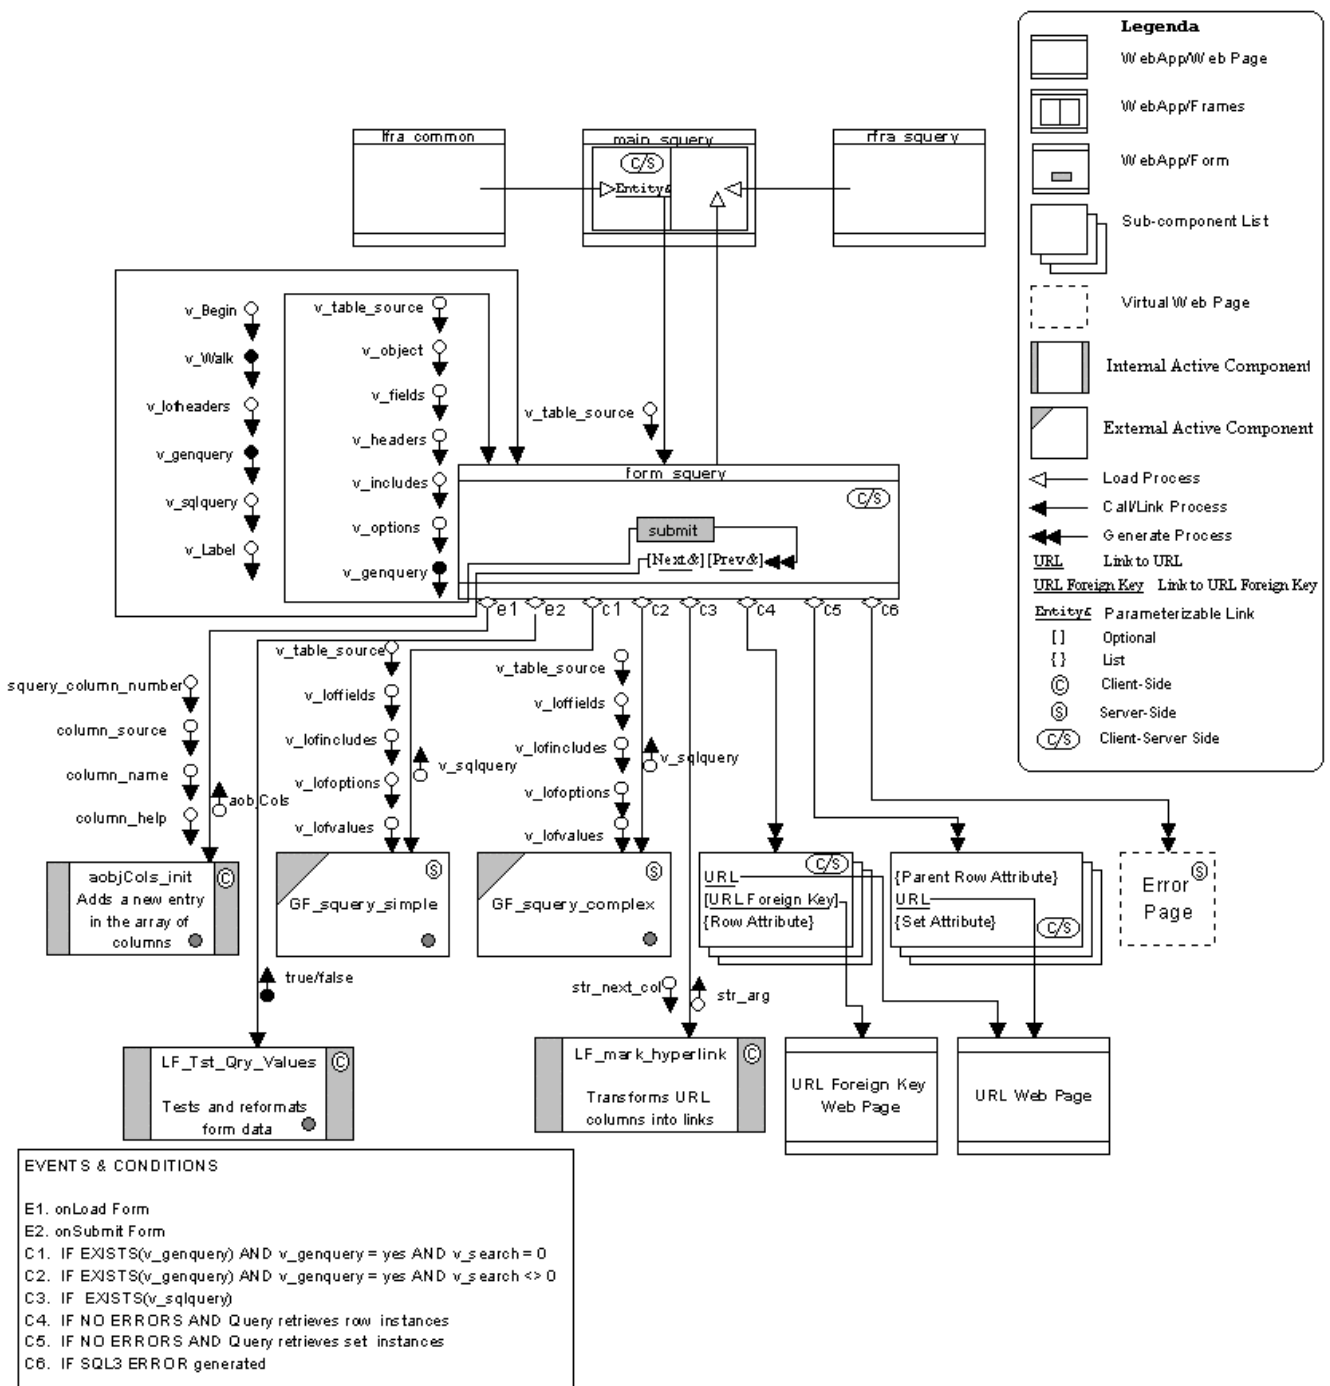 Legenda
WebApp/Web Page
WebApp/Frames
WebApp/Form
Sub-component List
Virtual Web Page
Internal Active Component
External Active Component
Load Process
Call/Link Process
Generate Process
URL Link to URL
URL Foreign Key Link to URL Foreign Key
Entity& Parameterizable Link
[ ] Optional
{ } List
C Client-Side
S Server-Side
C/S Client-Server Side
lfra_common
main_squery
rfra_squery
C/S
Entity&
v_Begin
v_Walk
v_lofheaders
v_genquery
v_sqlquery
v_Label
v_table_source
v_object
v_fields
v_headers
v_includes
v_options
v_genquery
v_table_source
form_squery
C/S
submit
[Next&][Prev&]
e1
e2
c1
c2
c3
c4
c5
c6
squery_column_number
column_source
column_name
column_help
aobjCols
v_table_source
v_loffields
v_lofincludes
v_lofoptions
v_lofvalues
v_sqlquery
v_table_source
v_loffields
v_lofincludes
v_lofoptions
v_lofvalues
v_sqlquery
aobjCols_init
C
Adds a new entry
in the array of
columns
GF_squery_simple
S
GF_squery_complex
S
C/S
URL
[URL Foreign Key]
{Row Attribute}
{Parent Row Attribute}
URL
{Set Attribute}
C/S
Error
Page
S
true/false
str_next_col
str_arg
LF_Tst_Qry_Values
C
Tests and reformats
form data
LF_mark_hyperlink
C
Transforms URL
columns into links
URL Foreign Key
Web Page
URL Web Page
EVENTS & CONDITIONS
E1. onLoad Form
E2. onSubmit Form
C1. IF EXISTS(v_genquery) AND v_genquery = yes AND v_search = 0
C2. IF EXISTS(v_genquery) AND v_genquery = yes AND v_search <> 0
C3. IF EXISTS(v_sqlquery)
C4. IF NO ERRORS AND Query retrieves row instances
C5. IF NO ERRORS AND Query retrieves set instances
C6. IF SQL3 ERROR generated